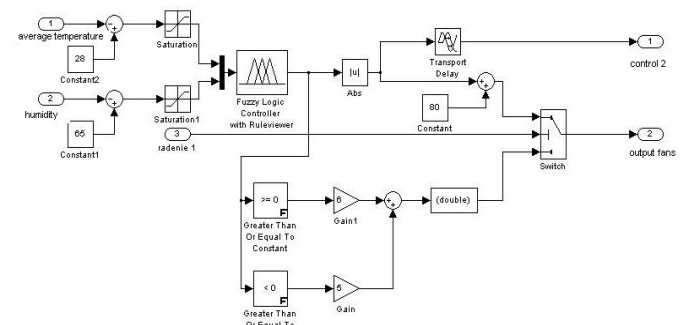 1
average temperature
28
Constant2
Saturation
2
humidity
65
Constant1
Saturation1
3
radenie 1
Fuzzy Logic
Controller
with Ruleviewer
|u|
Abs
Transport
Delay
1
control 2
80
Constant
Switch
2
output fans
>= 0
F
Greater Than
Or Equal To
Constant
6
Gain1
(double)
< 0
F
Greater Than
Or Equal To
5
Gain